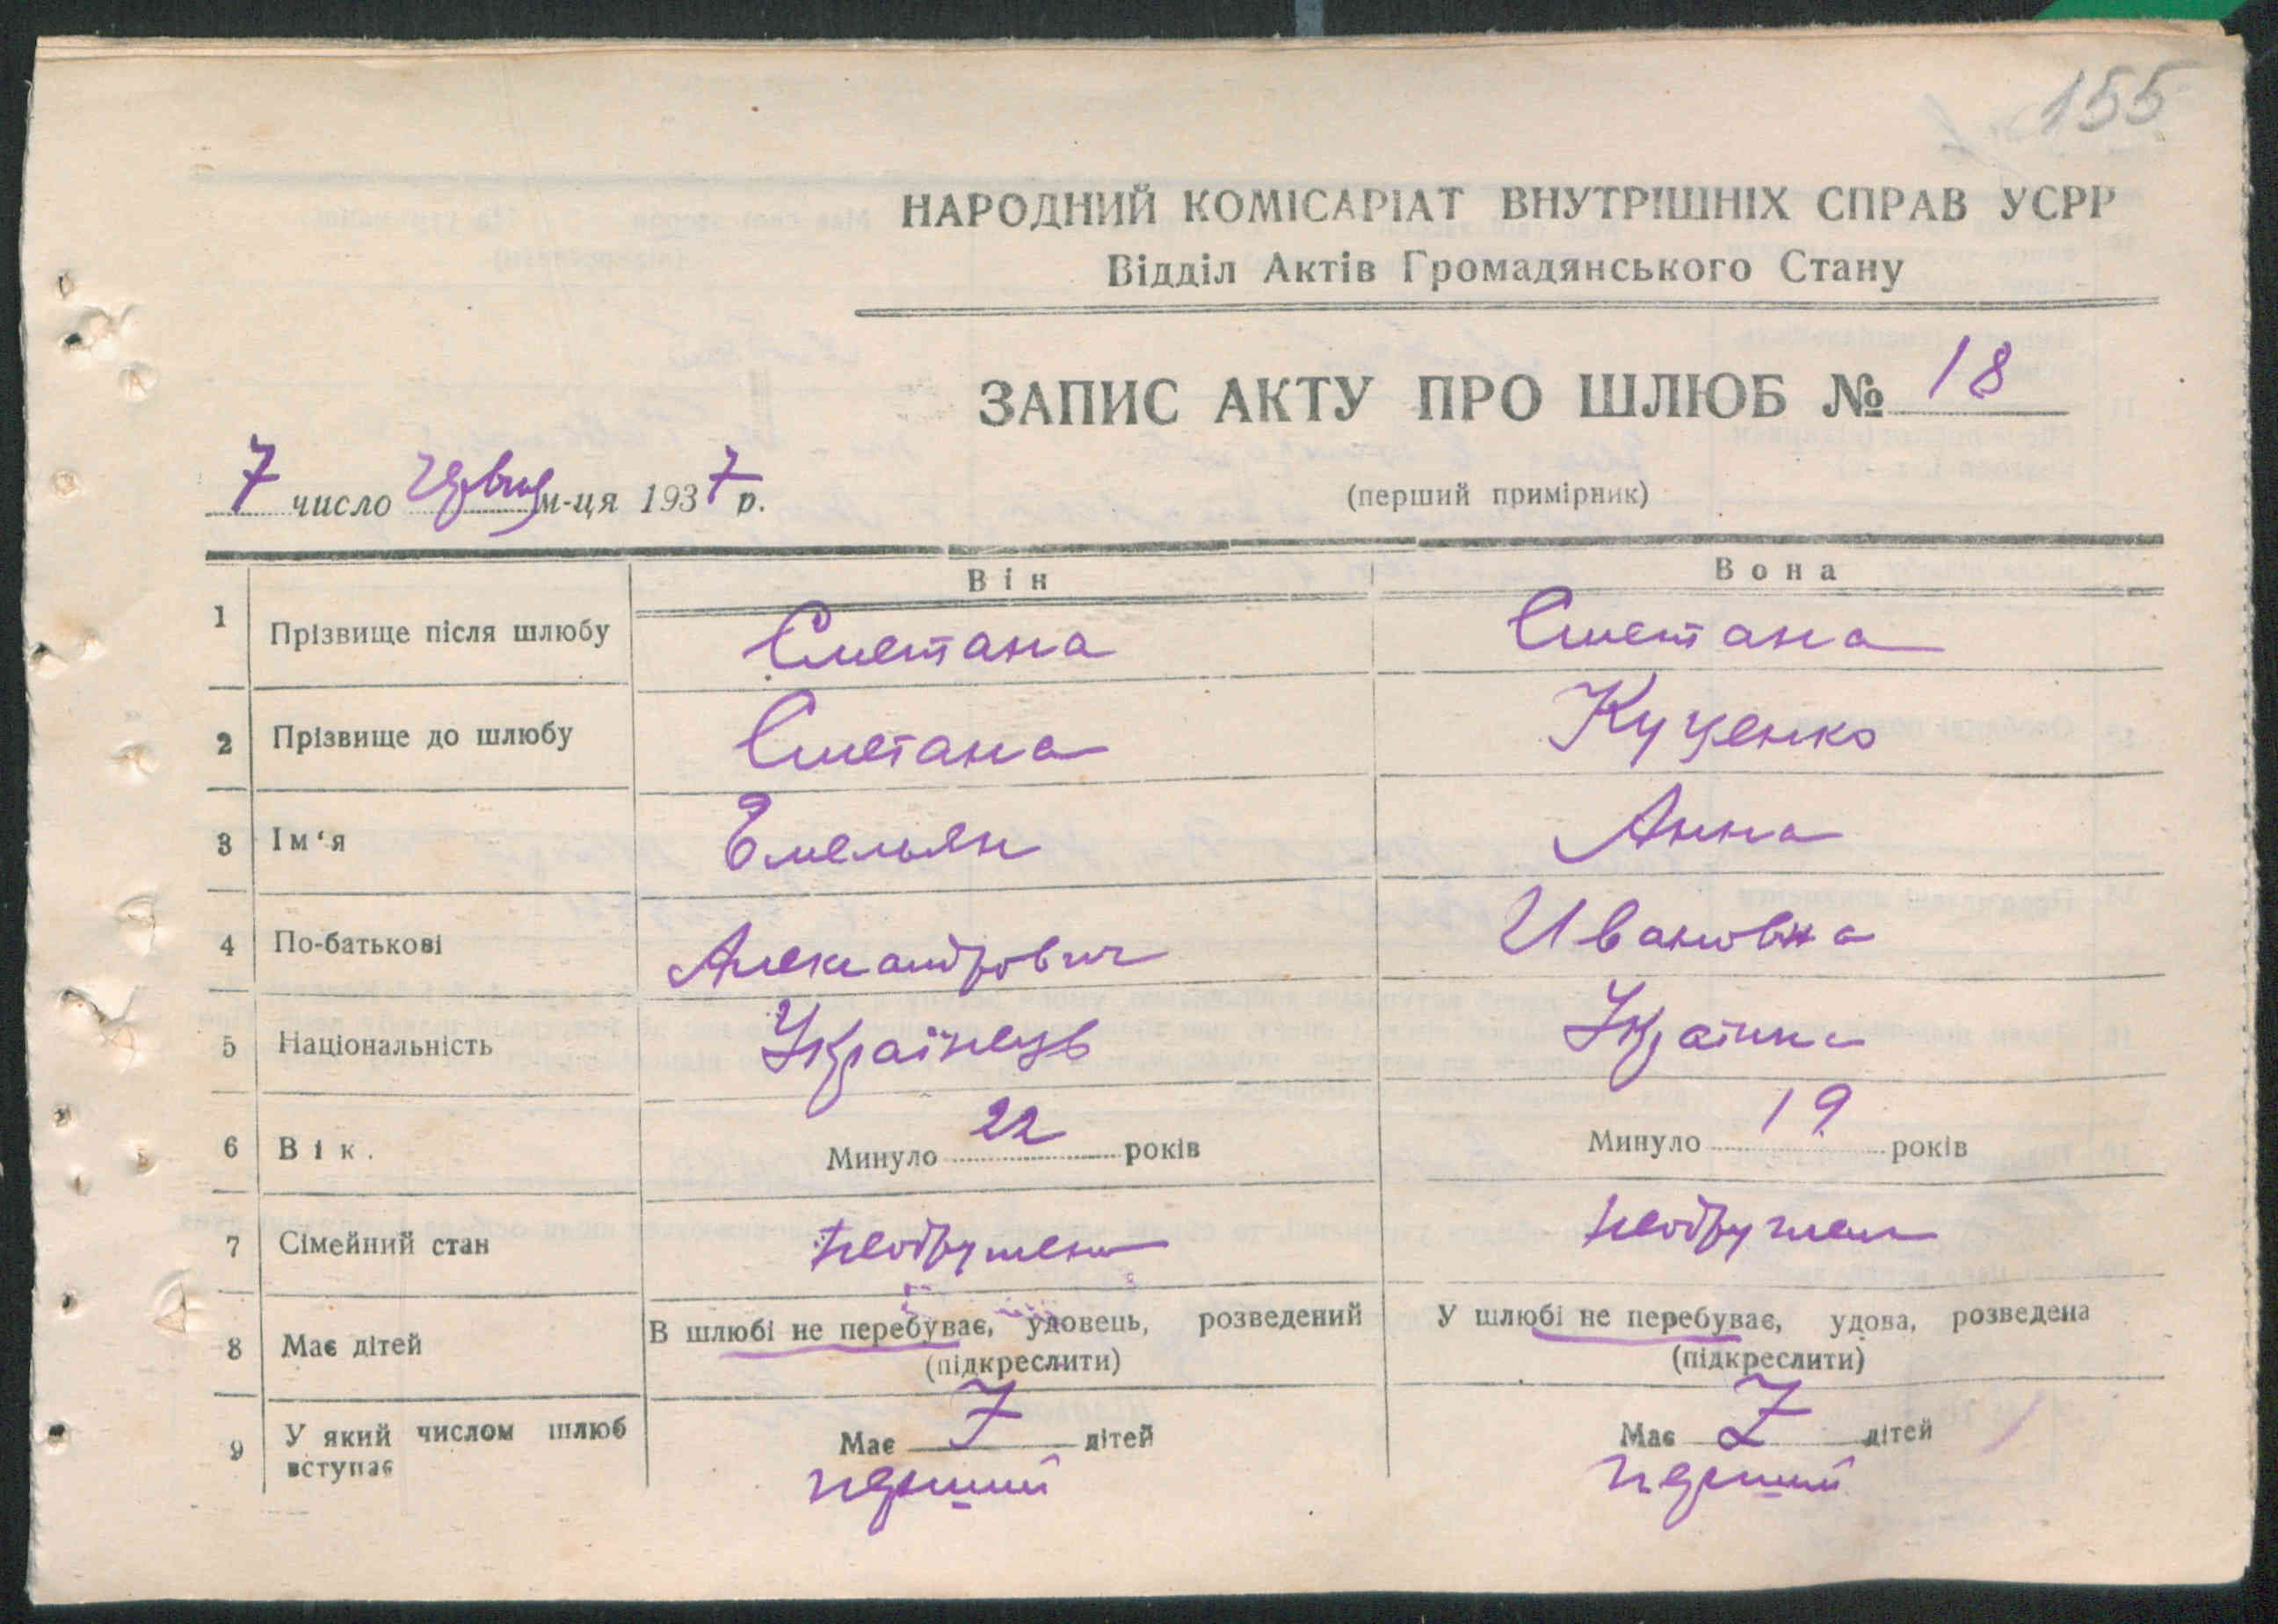 155
НАРОДНИЙ КОМІСАРІАТ ВНУТРІШНІХ СПРАВ УСРР
Відділ Актів Громадянського Стану
ЗАПИС АКТУ ПРО ШЛЮБ № 18
7 число червня м-ця 1937 р.
(перший примірник)
Він Вона
1 Прізвище після шлюбу Сметана Сметана
2 Прізвище до шлюбу Сметана Куценко
3 Ім'я Емельян Анна
4 По-батькові Александрович Ивановна
5 Національність Українець Українка
6 Вік. Минуло 22 років Минуло 19 років
7 Сімейний стан
8 Має дітей В шлюбі не перебуває, удовець, розведений У шлюбі не перебуває, удова, розведена
(підкреслити) (підкреслити)
9 У який числом шлюб вступає Має дітей Має дітей
перший перший